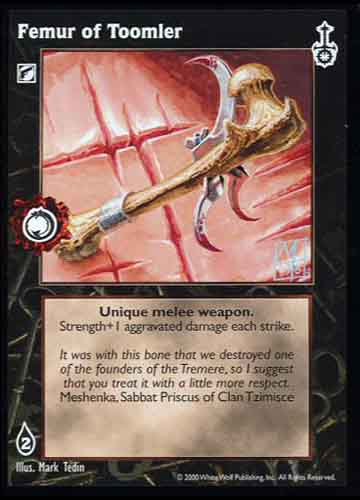 Femur of Toomler
Unique melee weapon.
Strength+1 aggravated damage each strike.
It was with this bone that we destroyed one
of the founders of the Tremere, so I suggest
that you treat it with a little more respect.
Meshenka, Sabbat Priscus of Clan Tzimisce
2
Illus. Mark Tedin
© 2000 White Wolf Publishing, Inc. All Rights Reserved.